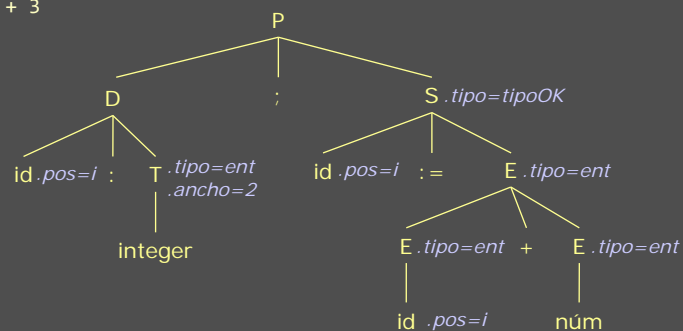 + 3
P
D ; S .tipo=tipoOK
id .pos=i : T .tipo=ent
.ancho=2
id .pos=i := E .tipo=ent
integer
E .tipo=ent + E .tipo=ent
id .pos=i núm